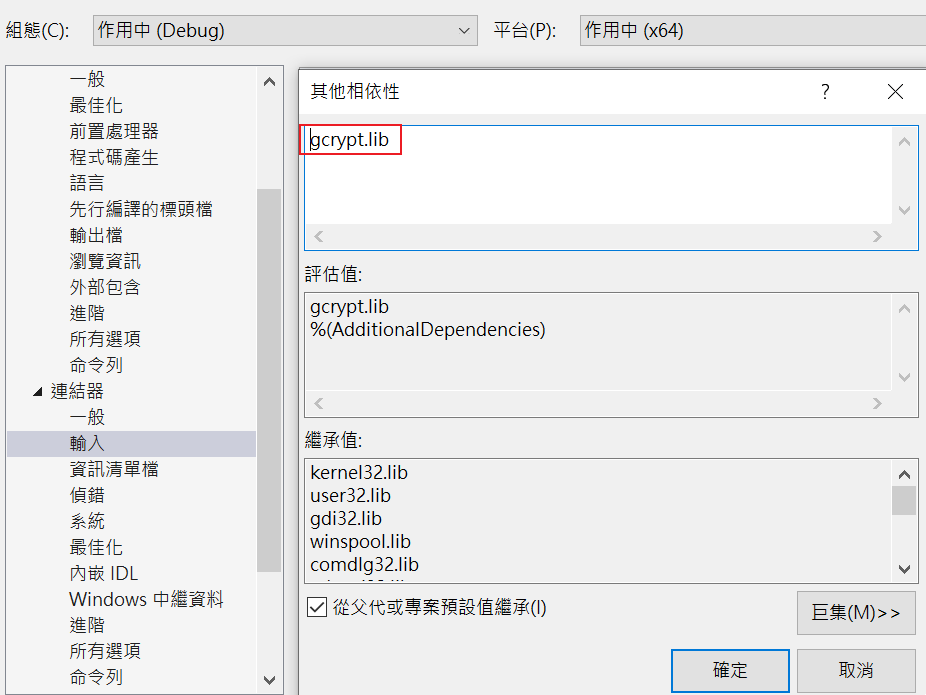 組態(C):
作用中 (Debug)
平台(P):
作用中 (x64)
一般
最佳化
前置處理器
程式碼產生
語言
先行編譯的標頭檔
輸出檔
瀏覽資訊
外部包含
進階
所有選項
命令列
連結器
一般
輸入
資訊清單檔
偵錯
系統
最佳化
內嵌 IDL
Windows 中繼資料
進階
所有選項
命令列
其他相依性
?
gcrypt.lib
評估值:
gcrypt.lib
%(AdditionalDependencies)
繼承值:
kernel32.lib
user32.lib
gdi32.lib
winspool.lib
comdlg32.lib
從父代或專案預設值繼承(I)
巨集(M)>>
確定
取消